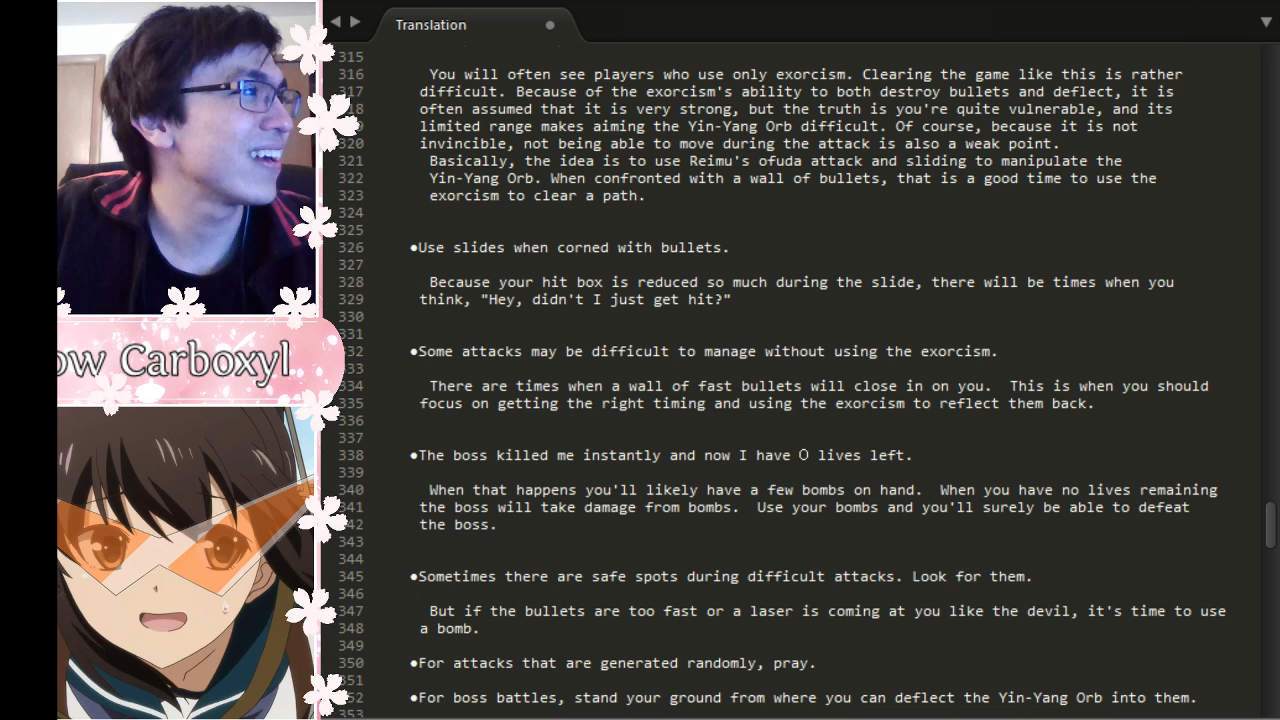 Translation
315
316 You will often see players who use only exorcism. Clearing the game like this is rather
317 difficult. Because of the exorcism's ability to both destroy bullets and deflect, it is
18 often assumed that it is very strong, but the truth is you're quite vulnerable, and its
limited range makes aiming the Yin-Yang Orb difficult. Of course, because it is not
320 invincible, not being able to move during the attack is also a weak point.
321 Basically, the idea is to use Reimu's ofuda attack and sliding to manipulate the
322 Yin-Yang Orb. When confronted with a wall of bullets, that is a good time to use the
323 exorcism to clear a path.
324
325
326 ●Use slides when corned with bullets.
327
328 Because your hit box is reduced so much during the slide, there will be times when you
329 think, "Hey, didn't I just get hit?"
330
331
332 ●Some attacks may be difficult to manage without using the exorcism.
333
334 There are times when a wall of fast bullets will close in on you.  This is when you should
335 focus on getting the right timing and using the exorcism to reflect them back.
336
337
338 ●The boss killed me instantly and now I have O lives left.
339
340 When that happens you'll likely have a few bombs on hand.  When you have no lives remaining
341 the boss will take damage from bombs.  Use your bombs and you'll surely be able to defeat
342 the boss.
343
344
345 ●Sometimes there are safe spots during difficult attacks. Look for them.
346
347 But if the bullets are too fast or a laser is coming at you like the devil, it's time to use
348 a bomb.
349
350 ●For attacks that are generated randomly, pray.
351
352 ●For boss battles, stand your ground from where you can deflect the Yin-Yang Orb into them.
353
ow Carboxyl